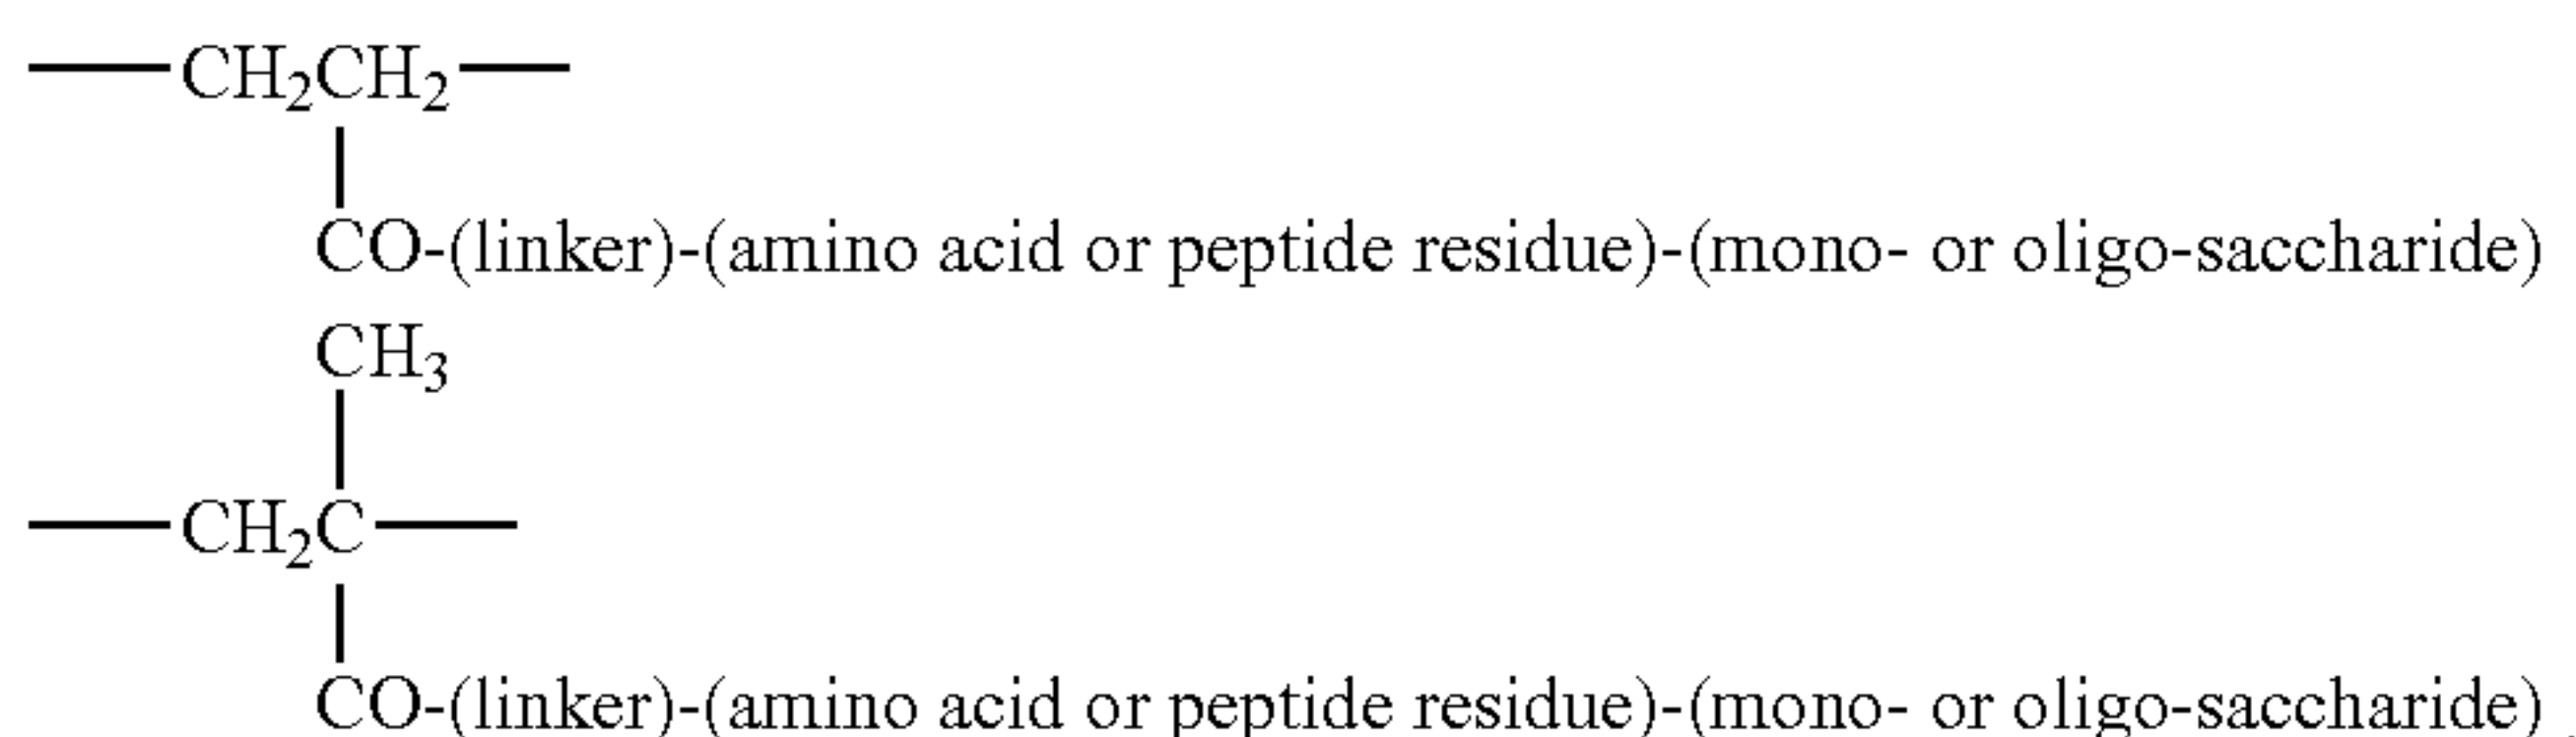 CH₂CH₂
CO-(linker)-(amino acid or peptide residue)-(mono- or oligo-saccharide)
CH₃
CH₂C
CO-(linker)-(amino acid or peptide residue)-(mono- or oligo-saccharide)